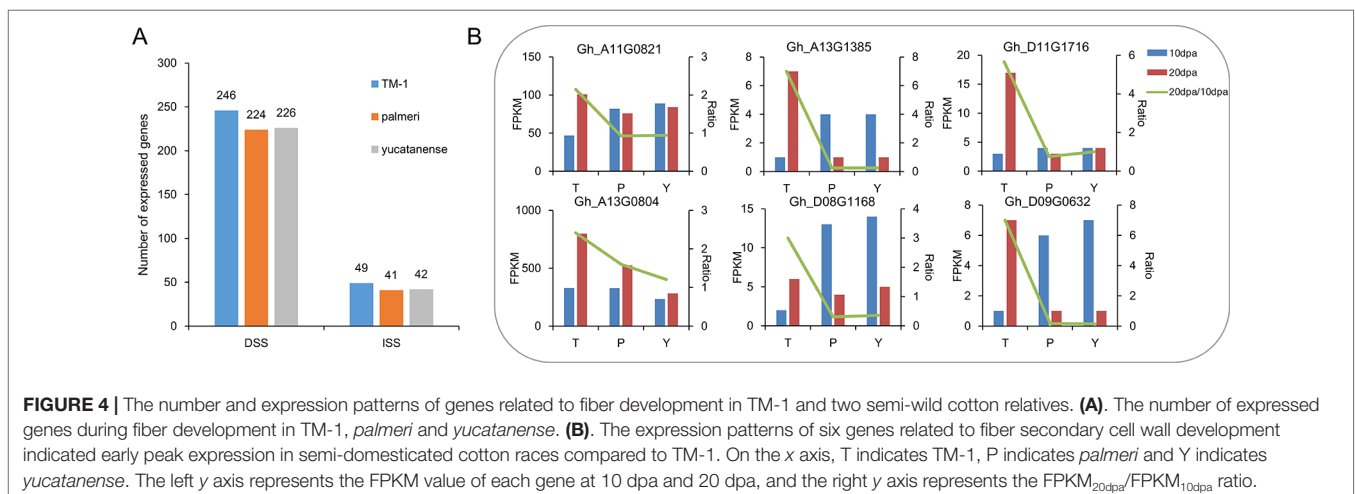 A
Number of expressed genes
300
250
200
150
100
50
0
246
224
226
49
41
42
DSS
ISS
TM-1
palmeri
yucatanense
B
Gh_A11G0821
FPKM
150
100
50
0
3
2
1
0
Ratio
T P Y
Gh_A13G1385
FPKM
8
6
4
2
0
8
7
6
5
4
3
2
1
0
Ratio
T P Y
Gh_D11G1716
FPKM
20
15
10
5
0
6
5
4
3
2
1
0
Ratio
T P Y
10dpa
20dpa
20dpa/10dpa
Gh_A13G0804
FPKM
1000
500
0
3
2
1
0
Ratio
T P Y
Gh_D08G1168
FPKM
15
10
5
0
4
3
2
1
0
Ratio
T P Y
Gh_D09G0632
FPKM
8
6
4
2
0
8
6
4
2
0
Ratio
T P Y
FIGURE 4 | The number and expression patterns of genes related to fiber development in TM-1 and two semi-wild cotton relatives. (A). The number of expressed
genes during fiber development in TM-1, palmeri and yucatanense. (B). The expression patterns of six genes related to fiber secondary cell wall development
indicated early peak expression in semi-domesticated cotton races compared to TM-1. On the x axis, T indicates TM-1, P indicates palmeri and Y indicates
yucatanense. The left y axis represents the FPKM value of each gene at 10 dpa and 20 dpa, and the right y axis represents the FPKM20dpa/FPKM10dpa ratio.